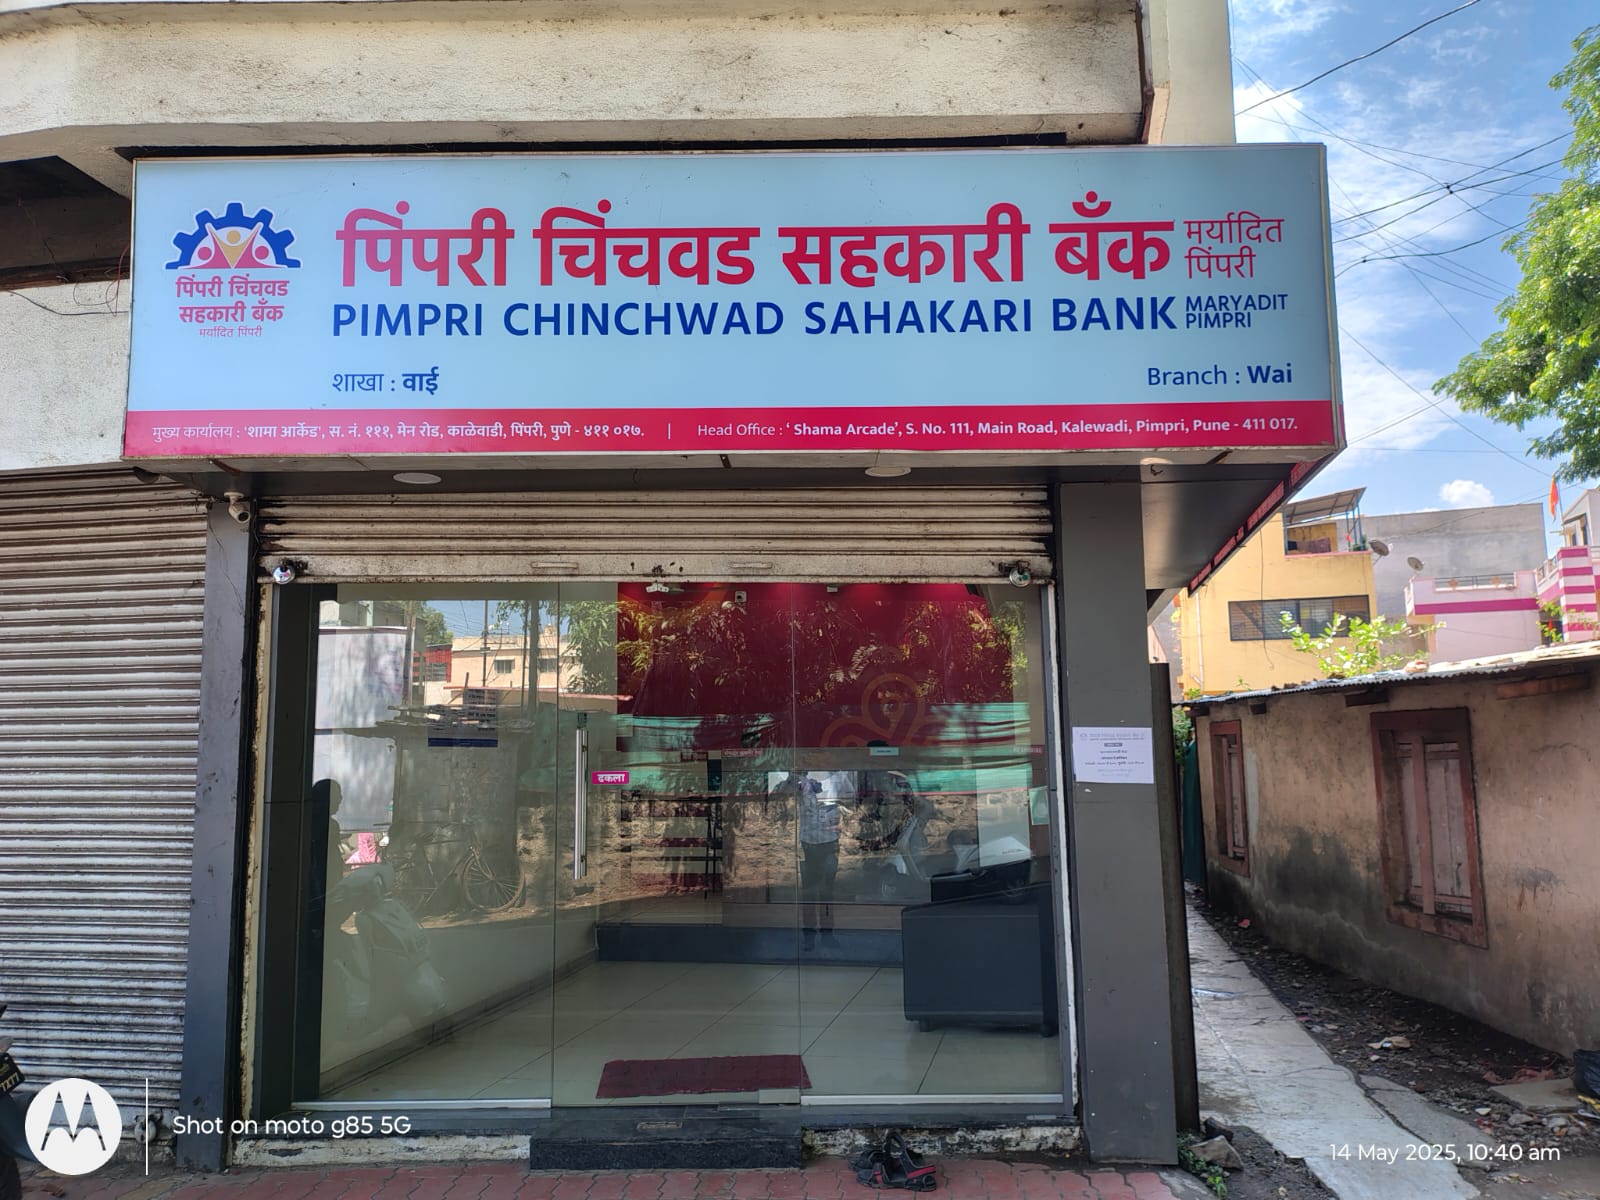 पिंपरी चिंचवड सहकारी बँक मर्यादित पिंपरी
PIMPRI CHINCHWAD SAHAKARI BANK MARYADIT PIMPRI
पिंपरी चिंचवड
सहकारी बँक
मर्यादित पिंपरी
शाखा : वाई
Branch : Wai
मुख्य कार्यालय : 'शामा आर्केड', स. नं. १११, मेन रोड, काळेवाडी, पिंपरी, पुणे - ४११ ०१७. | Head Office : ‘ Shama Arcade’, S. No. 111, Main Road, Kalewadi, Pimpri, Pune - 411 017.
ढकला
Shot on moto g85 5G
14 May 2025, 10:40 am